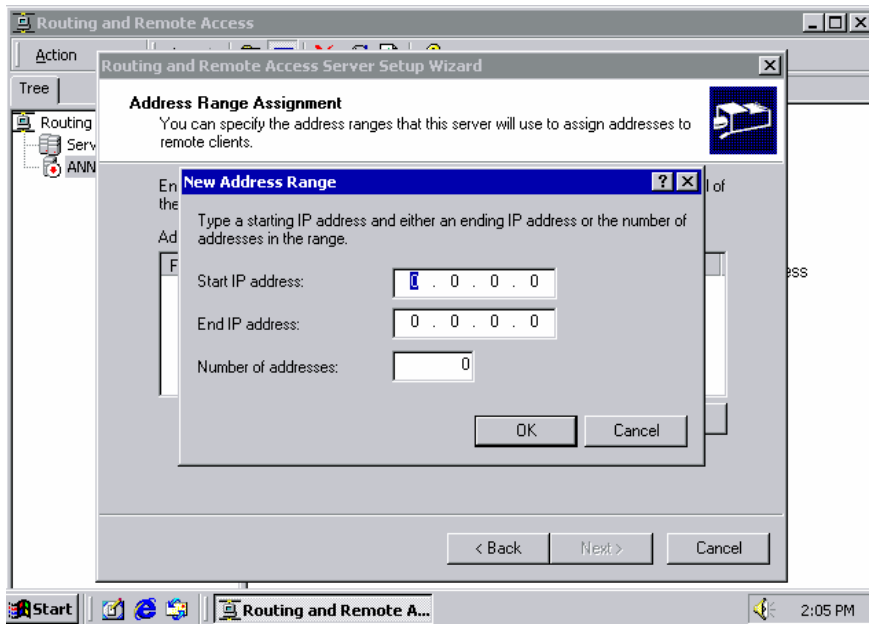 Routing and Remote Access
Action
Tree
Routing
Serv
ANN
Routing and Remote Access Server Setup Wizard
Address Range Assignment
You can specify the address ranges that this server will use to assign addresses to
remote clients.
En
l of
the
Ad
F
ess
New Address Range
Type a starting IP address and either an ending IP address or the number of
addresses in the range.
Start IP address: 0 . 0 . 0 . 0
End IP address: 0 . 0 . 0 . 0
Number of addresses: 0
OK Cancel
< Back Next > Cancel
Start Routing and Remote A... 2:05 PM